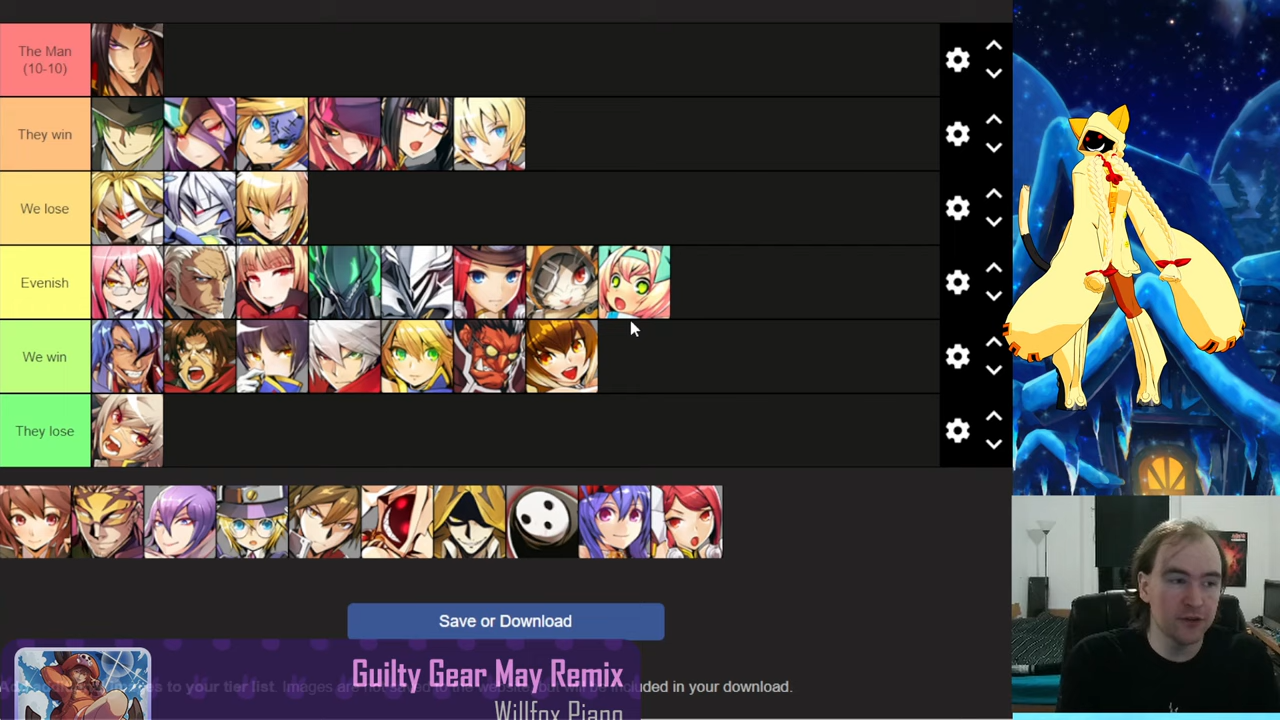 The Man
(10-10)
They win
We lose
Evenish
We win
They lose
Save or Download
Guilty Gear May Remix
to your tier list. Images are not
included in your download.
Willfox Piano